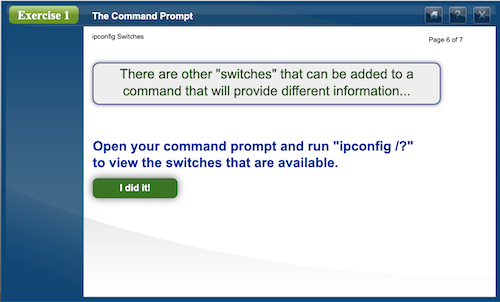 Exercise 1
The Command Prompt
? X
ipconfig Switches
Page 6 of 7
There are other "switches" that can be added to a
command that will provide different information...
Open your command prompt and run "ipconfig /?"
to view the switches that are available.
I did it!